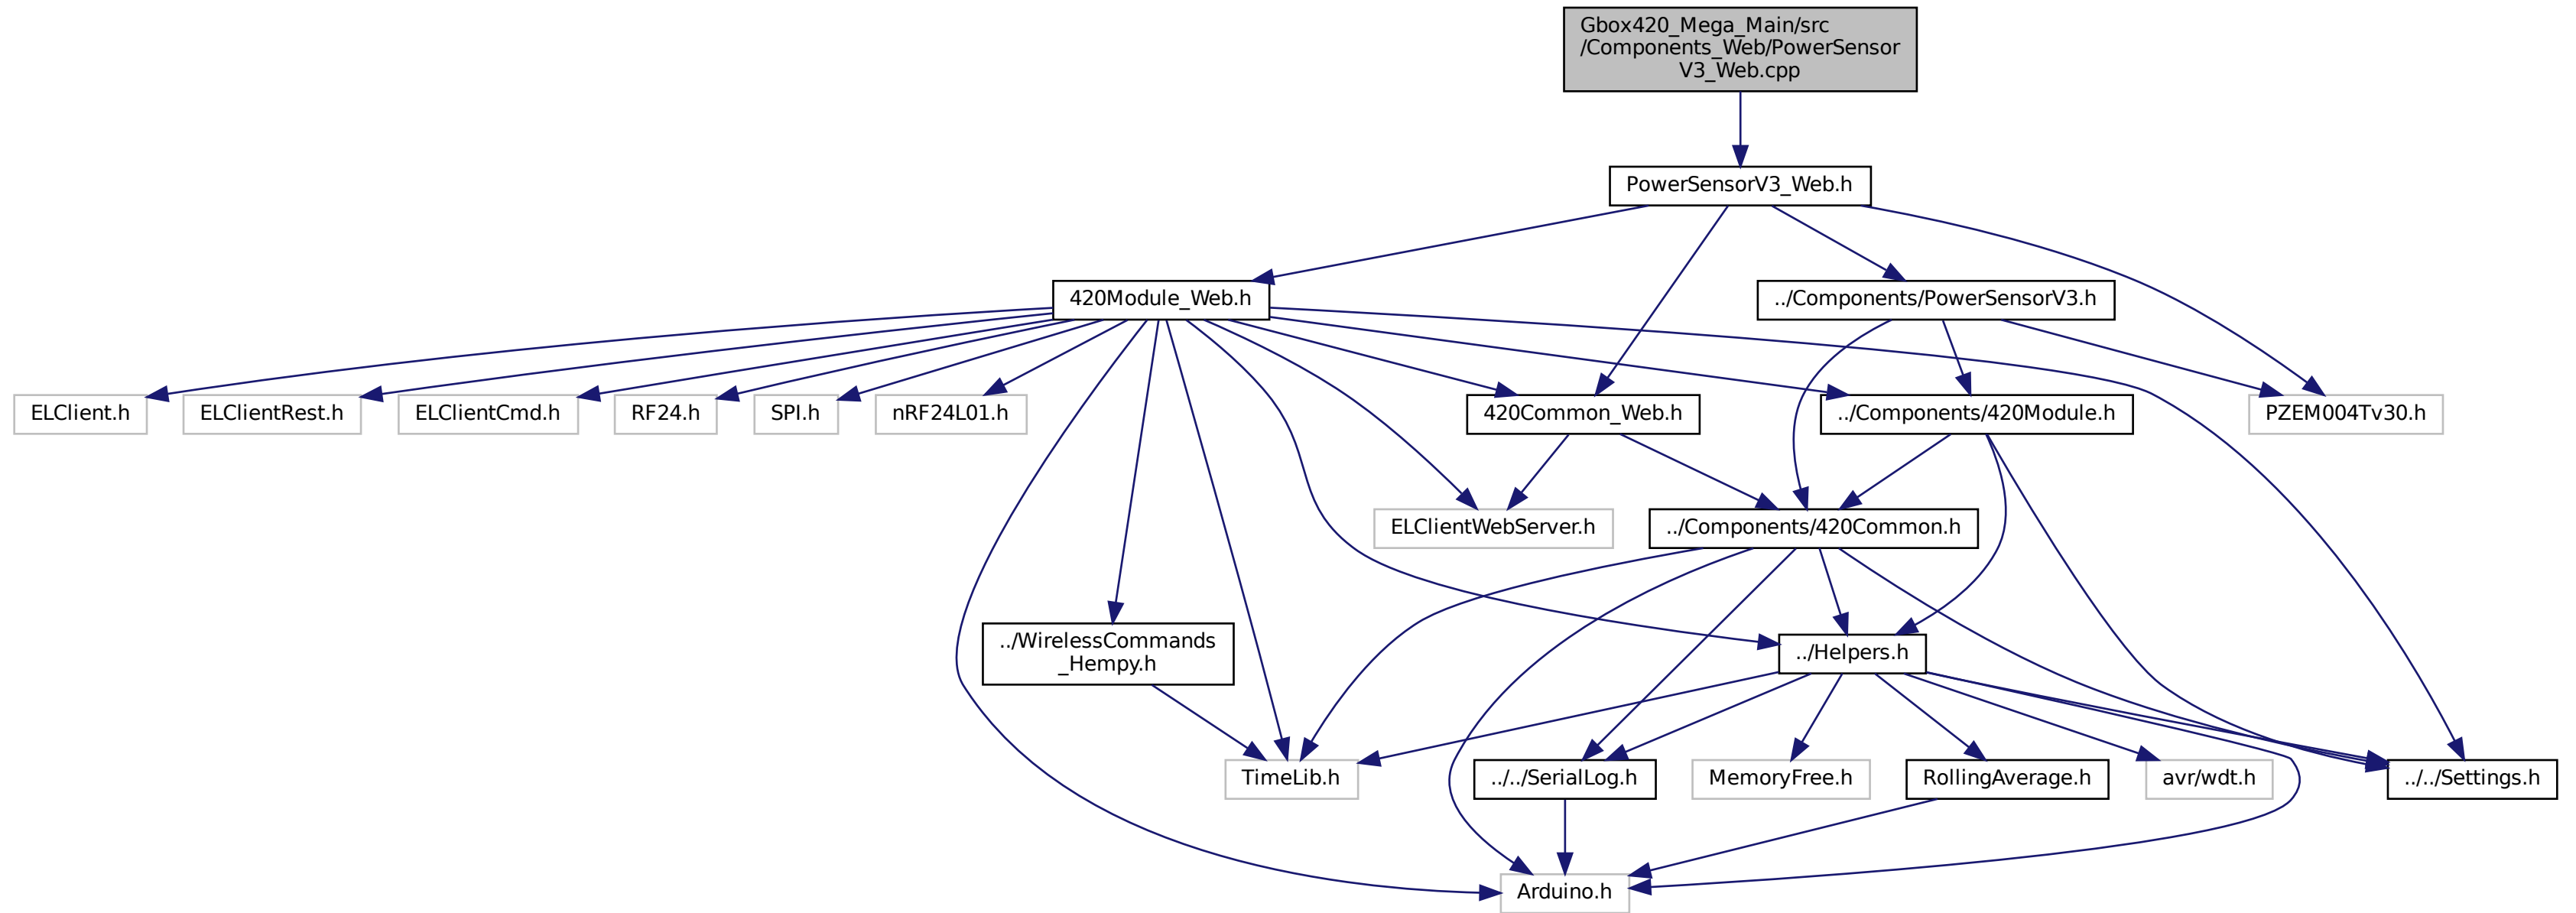 Gbox420_Mega_Main/src
/Components_Web/PowerSensor
V3_Web.cpp
PowerSensorV3_Web.h
420Module_Web.h
../Components/PowerSensorV3.h
ELClient.h
ELClientRest.h
ELClientCmd.h
RF24.h
SPI.h
nRF24L01.h
420Common_Web.h
../Components/420Module.h
PZEM004Tv30.h
ELClientWebServer.h
../Components/420Common.h
../WirelessCommands
_Hempy.h
../Helpers.h
TimeLib.h
../../SerialLog.h
MemoryFree.h
RollingAverage.h
avr/wdt.h
../../Settings.h
Arduino.h